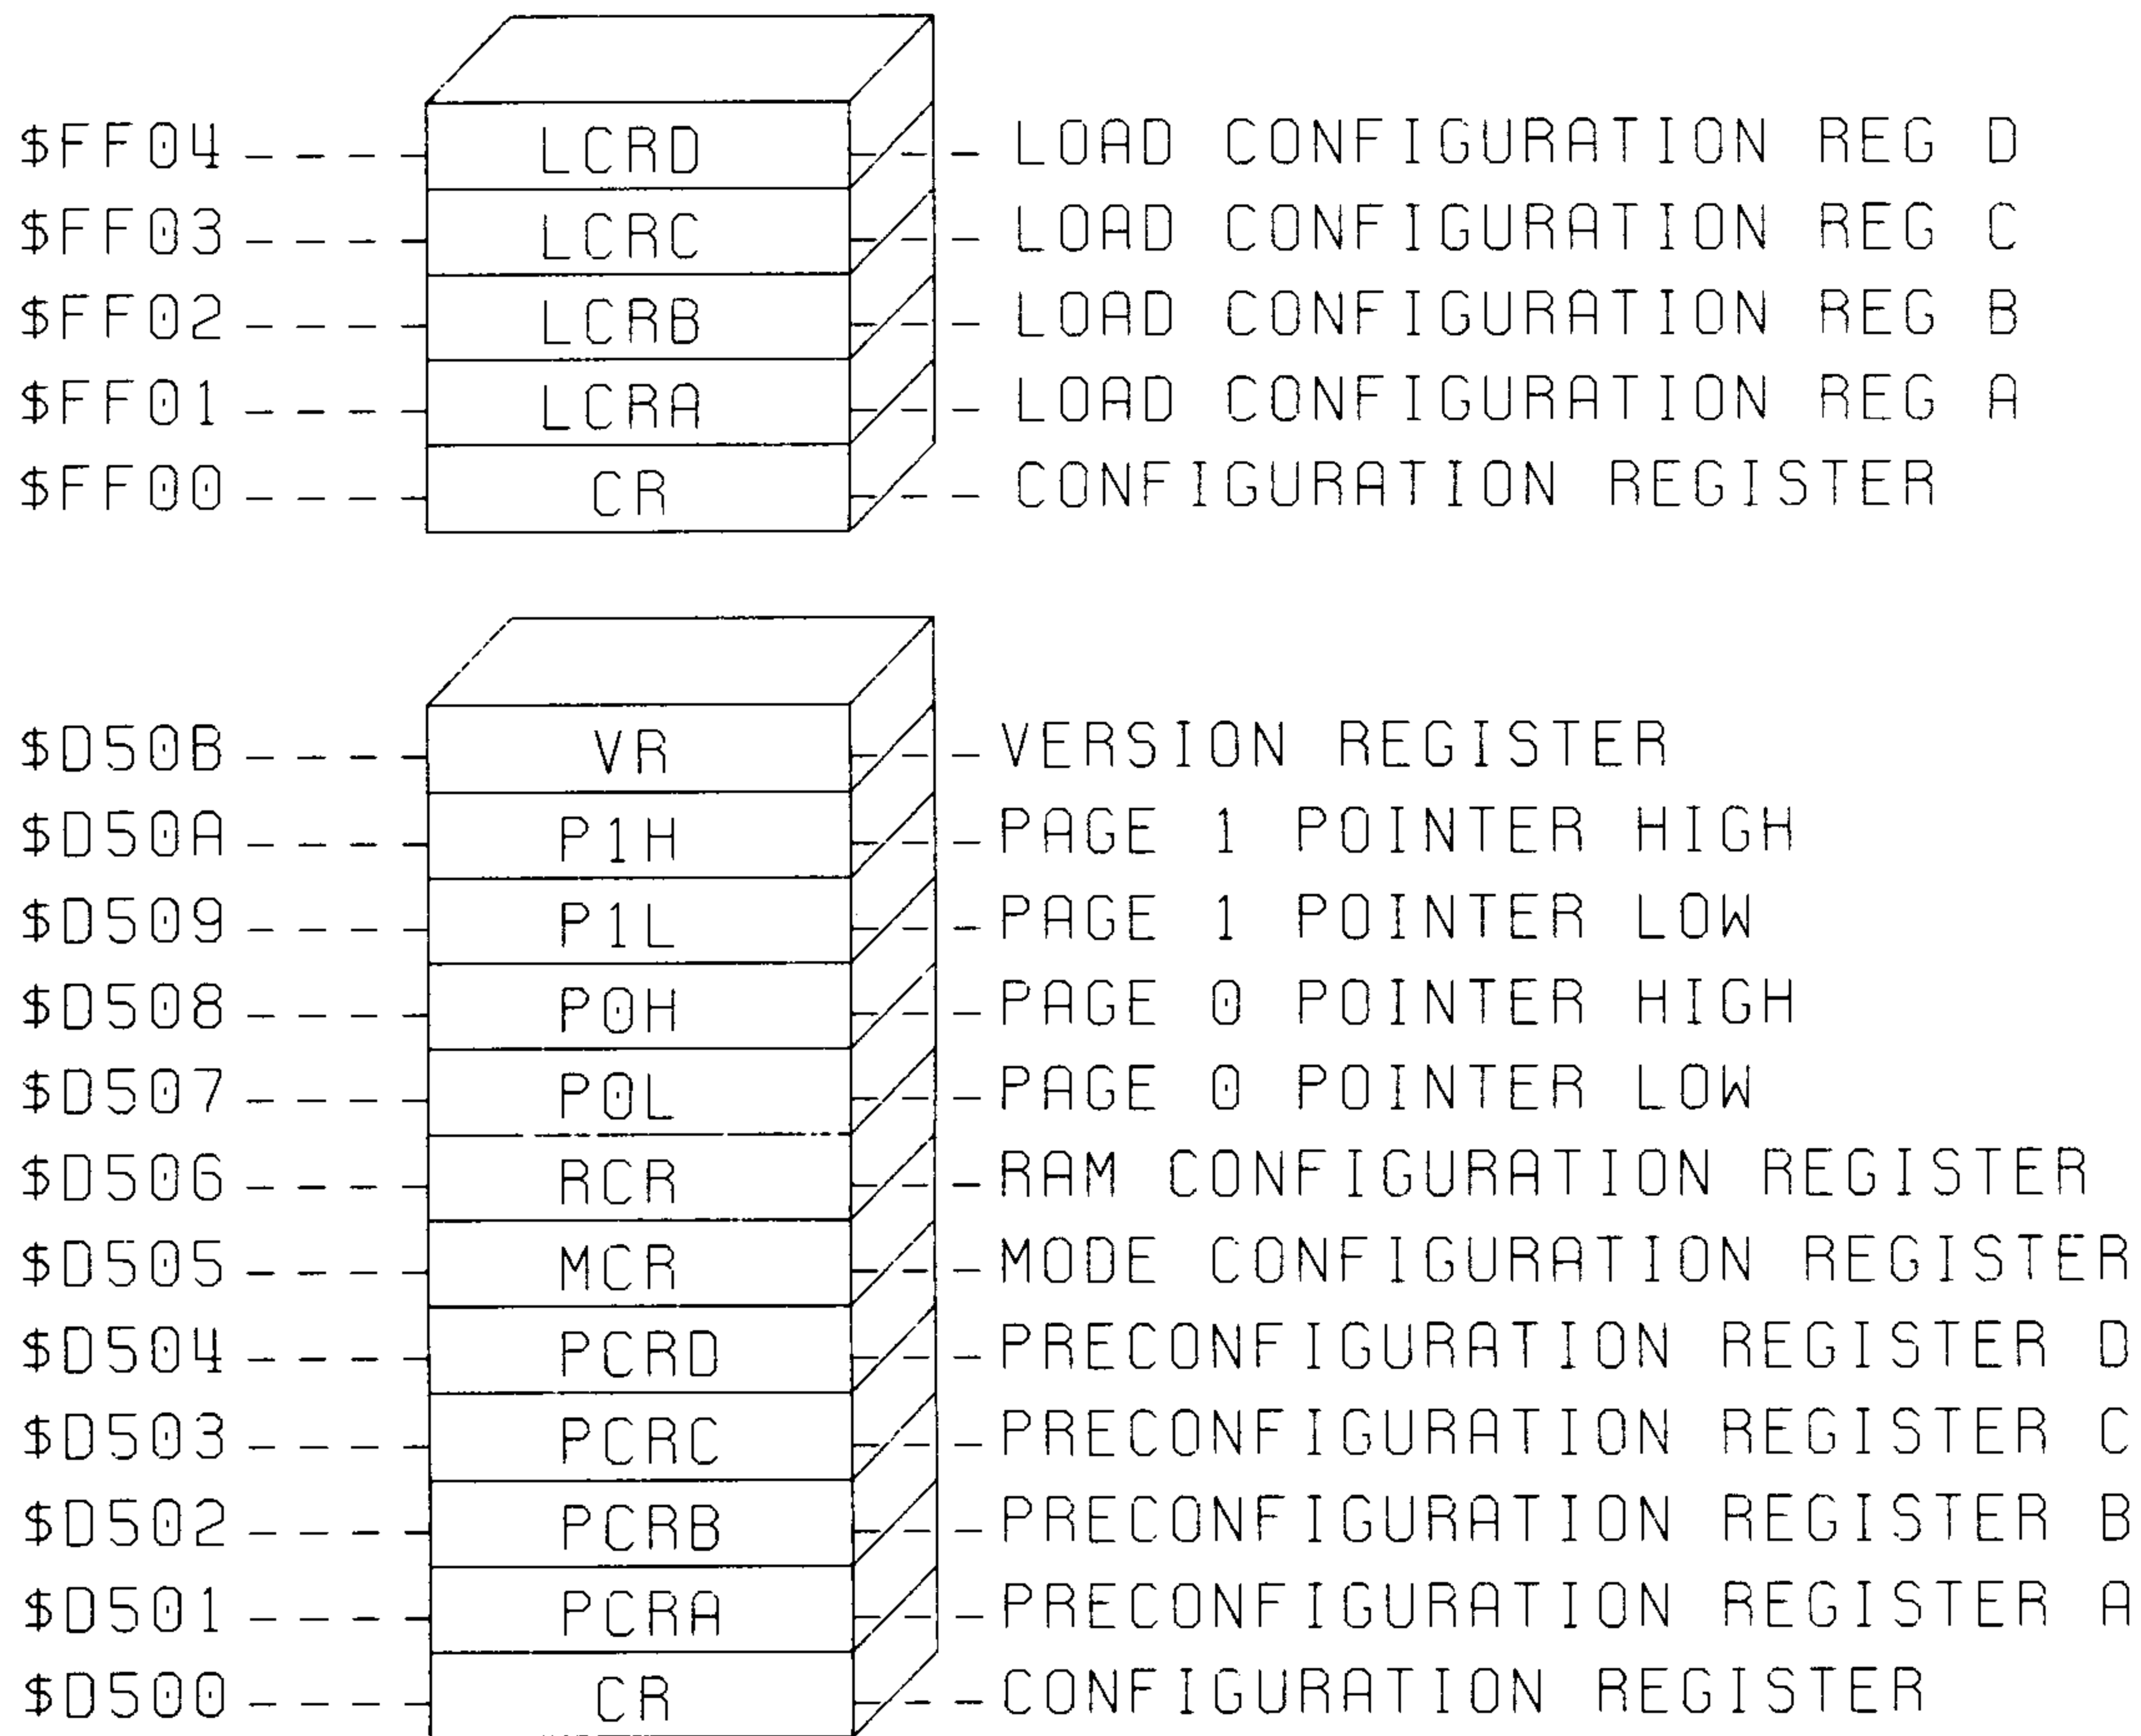 $FF04 LCRD LOAD CONFIGURATION REG D
$FF03 LCRC LOAD CONFIGURATION REG C
$FF02 LCRB LOAD CONFIGURATION REG B
$FF01 LCRA LOAD CONFIGURATION REG A
$FF00 CR CONFIGURATION REGISTER
$D50B VR VERSION REGISTER
$D50A P1H PAGE 1 POINTER HIGH
$D509 P1L PAGE 1 POINTER LOW
$D508 P0H PAGE 0 POINTER HIGH
$D507 P0L PAGE 0 POINTER LOW
$D506 RCR RAM CONFIGURATION REGISTER
$D505 MCR MODE CONFIGURATION REGISTER
$D504 PCRD PRECONFIGURATION REGISTER D
$D503 PCRC PRECONFIGURATION REGISTER C
$D502 PCRB PRECONFIGURATION REGISTER B
$D501 PCRA PRECONFIGURATION REGISTER A
$D500 CR CONFIGURATION REGISTER